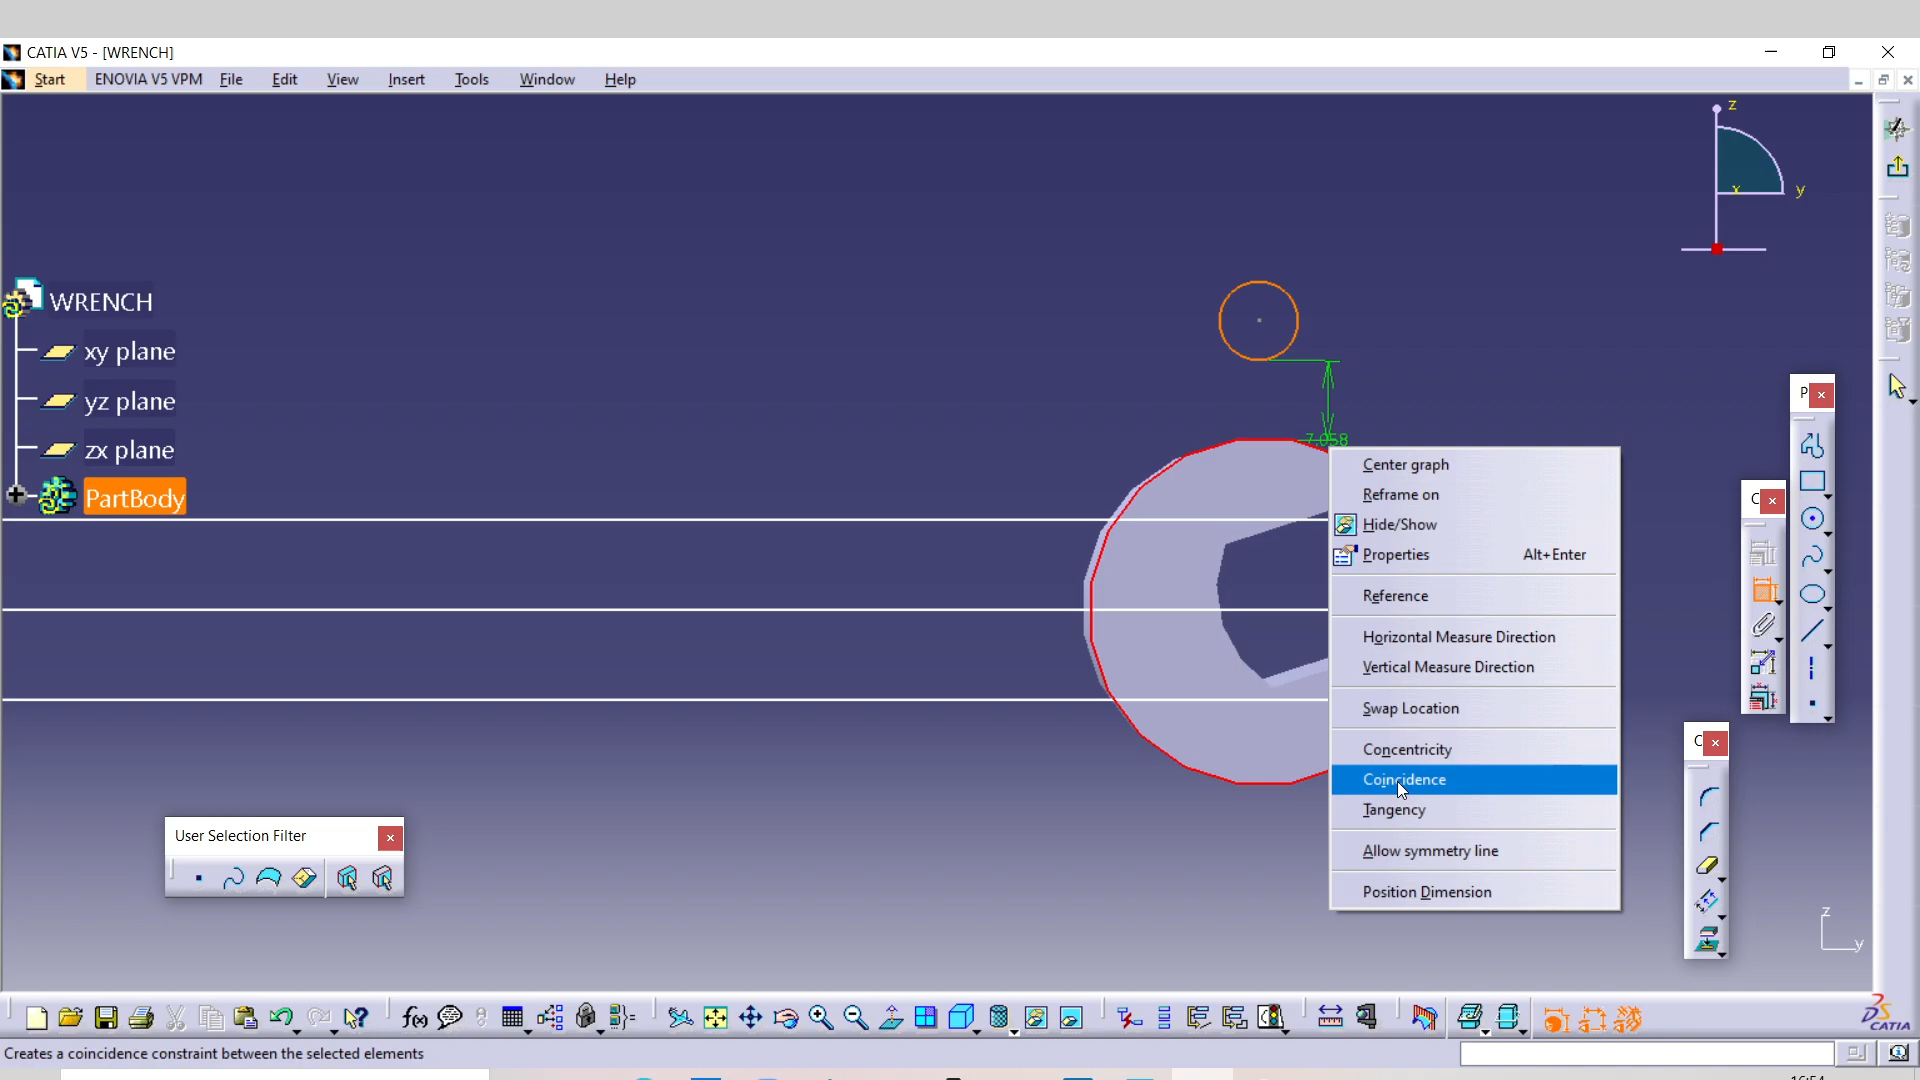 CATIA V5 - [WRENCH]
Start ENOVIA V5 VPM File Edit View Insert Tools Window Help
z
x
y
WRENCH
xy plane
yz plane
zx plane
PartBody
7.058
Center graph
Reframe on
Hide/Show
Properties Alt+Enter
Reference
Horizontal Measure Direction
Vertical Measure Direction
Swap Location
Concentricity
Coincidence
Tangency
Allow symmetry line
Position Dimension
P
C
C
User Selection Filter
z
y
f(x)
DS CATIA
Creates a coincidence constraint between the selected elements